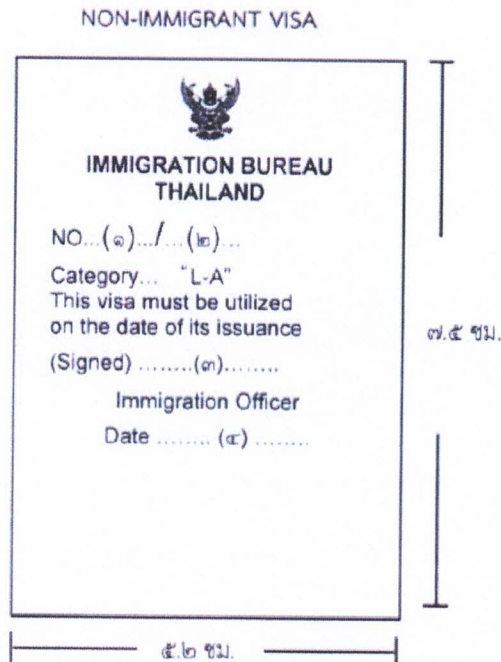 NON-IMMIGRANT VISA
IMMIGRATION BUREAU
THAILAND
NO...(๑).../...(๒)...
Category... "L-A"
This visa must be utilized
on the date of its issuance
(Signed) ........(๓)........
Immigration Officer
Date ........ (๔) .........
๗.๕ ซม.
๕.๒ ซม.